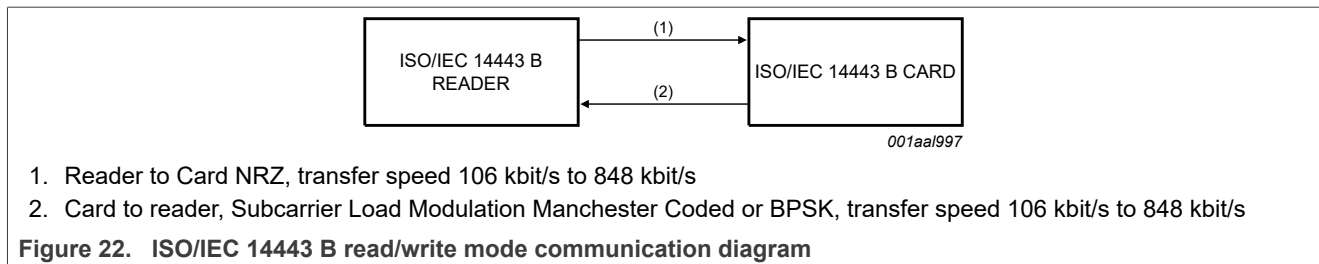 (1)
ISO/IEC 14443 B
READER
ISO/IEC 14443 B CARD
(2)
001aal997
1. Reader to Card NRZ, transfer speed 106 kbit/s to 848 kbit/s
2. Card to reader, Subcarrier Load Modulation Manchester Coded or BPSK, transfer speed 106 kbit/s to 848 kbit/s
Figure 22. ISO/IEC 14443 B read/write mode communication diagram